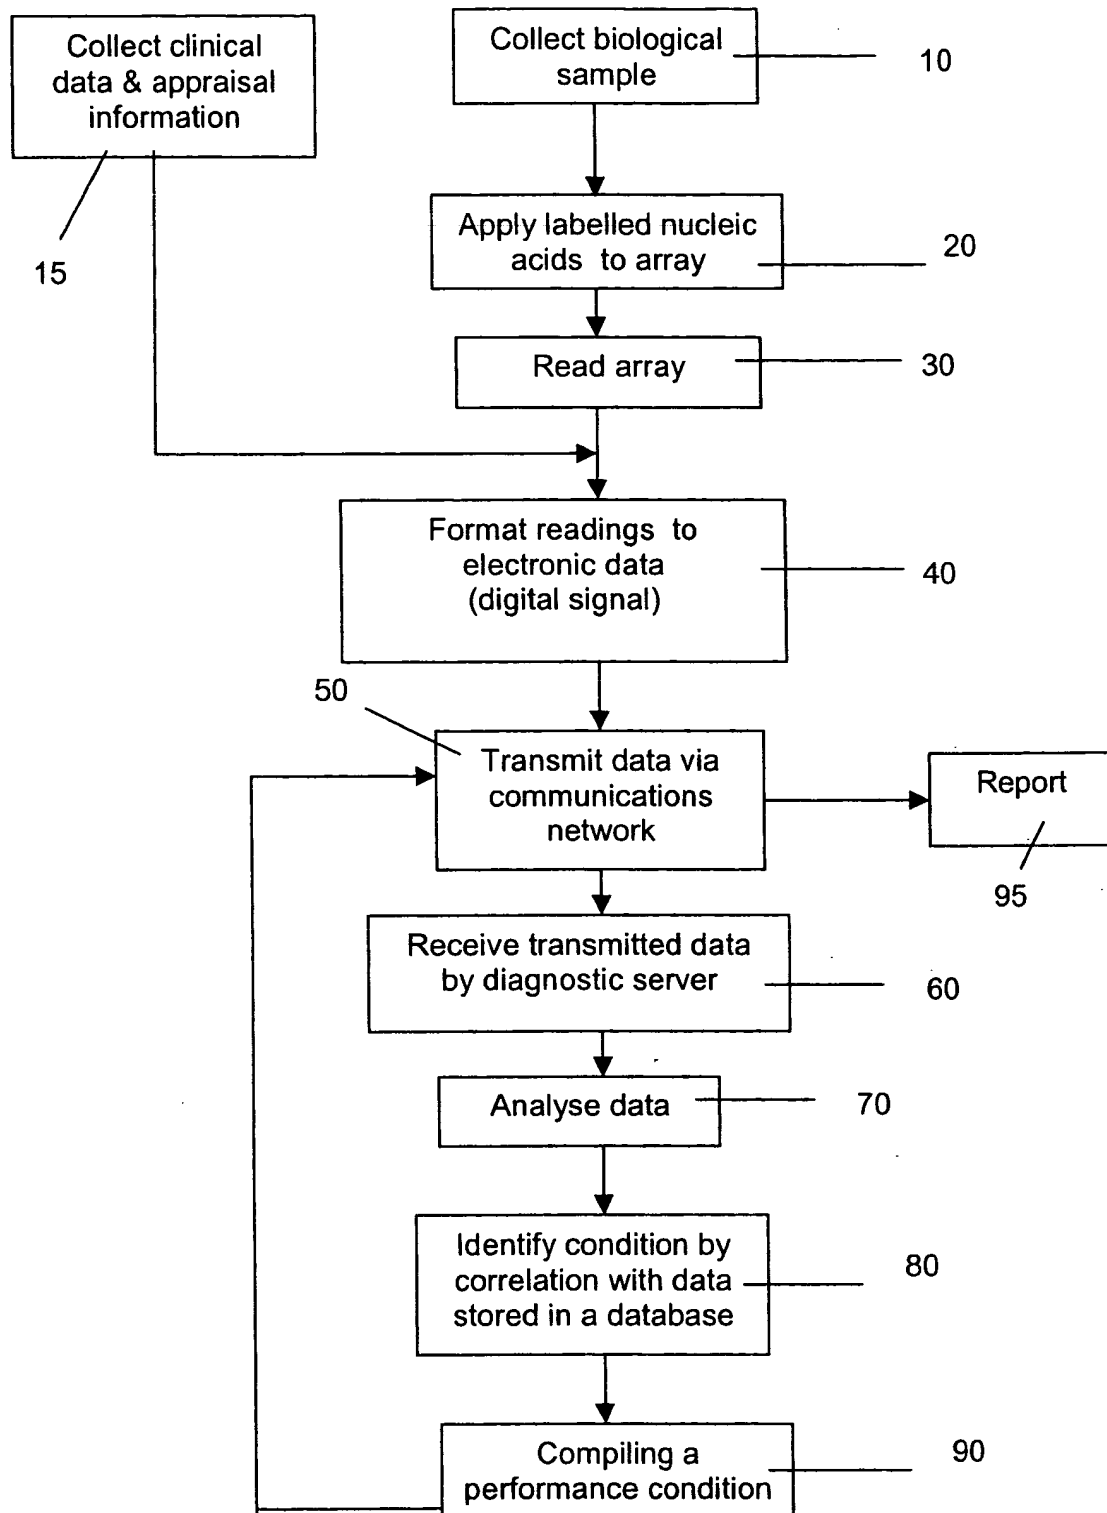 Collect clinical
data & appraisal
information
15
Collect biological
sample
10
Apply labelled nucleic
acids to array
20
Read array
30
Format readings to
electronic data
(digital signal)
40
50
Transmit data via
communications
network
Report
95
Receive transmitted data
by diagnostic server
60
Analyse data
70
Identify condition by
correlation with data
stored in a database
80
Compiling a
performance condition
90